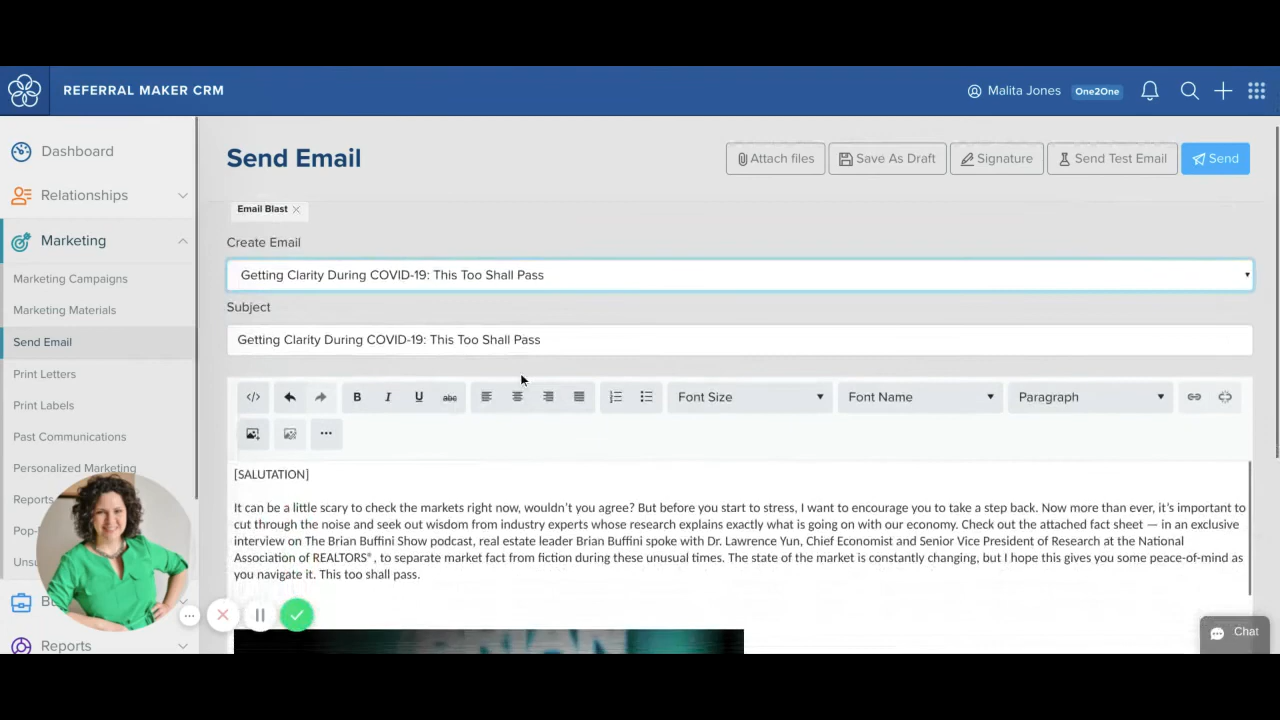 REFERRAL MAKER CRM
Malita Jones
One2One
Dashboard
Relationships
Marketing
Marketing Campaigns
Marketing Materials
Send Email
Print Letters
Print Labels
Past Communications
Personalized Marketing
Reports
Pop-
Unsu
B
Reports
Send Email
Attach files
Save As Draft
Signature
Send Test Email
Send
Email Blast
Create Email
Getting Clarity During COVID-19: This Too Shall Pass
Subject
Getting Clarity During COVID-19: This Too Shall Pass
B I U abc
Font Size
Font Name
Paragraph
[SALUTATION]
It can be a little scary to check the markets right now, wouldn't you agree? But before you start to stress, I want to encourage you to take a step back. Now more than ever, it's important to
cut through the noise and seek out wisdom from industry experts whose research explains exactly what is going on with our economy. Check out the attached fact sheet — in an exclusive
interview on The Brian Buffini Show podcast, real estate leader Brian Buffini spoke with Dr. Lawrence Yun, Chief Economist and Senior Vice President of Research at the National
Association of REALTORS® , to separate market fact from fiction during these unusual times. The state of the market is constantly changing, but I hope this gives you some peace-of-mind as
you navigate it. This too shall pass.
Chat